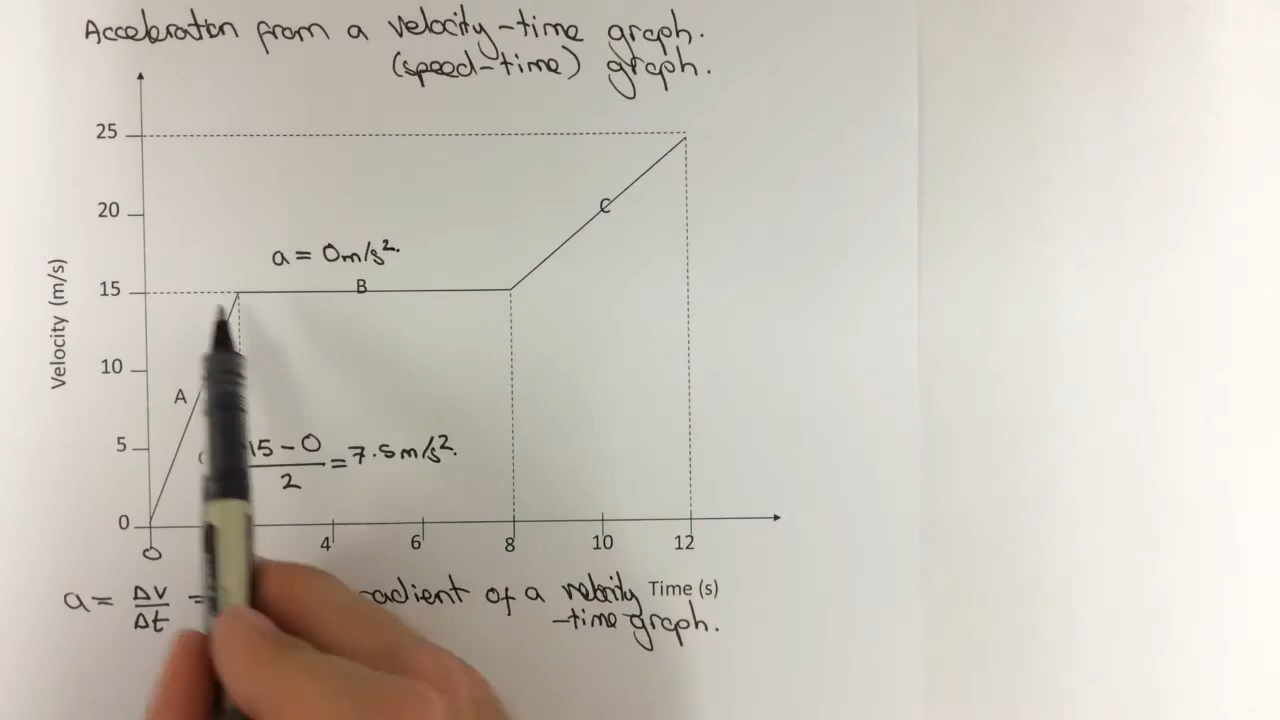 Acceleration from a velocity-time graph.
(speed-time) graph.
25
20
15
10
5
0
Velocity (m/s)
a = 0m/s².
A
B
C
15-0
2
= 7.5m/s².
0
4
6
8
10
12
Time (s)
a = Δv
Δt
=
of a velocity
-time graph.